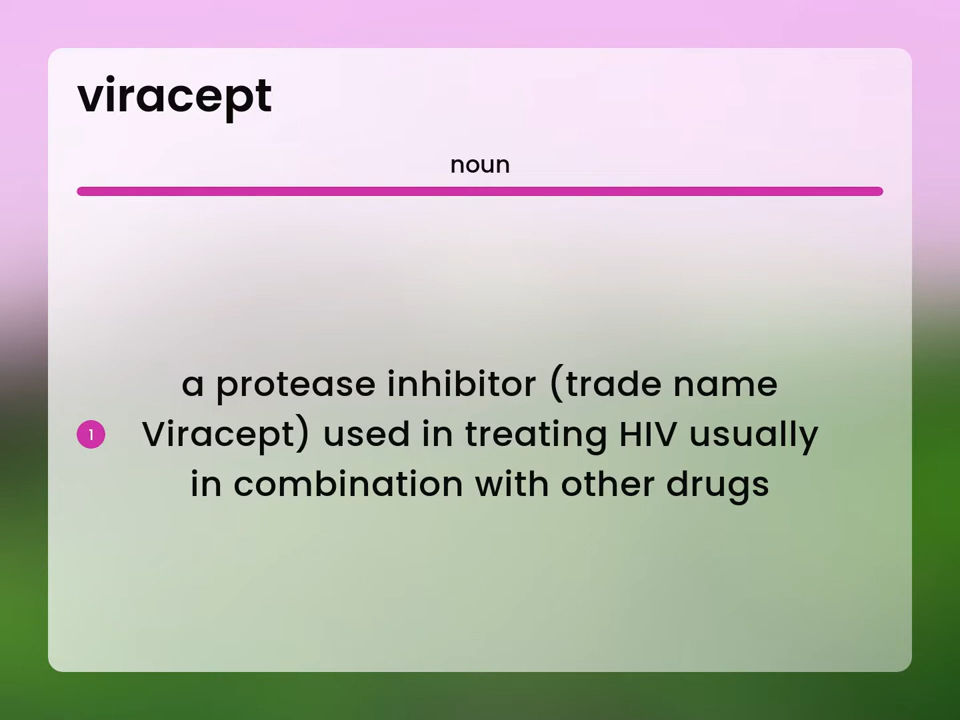 viracept
noun
a protease inhibitor (trade name
1 Viracept) used in treating HIV usually
in combination with other drugs